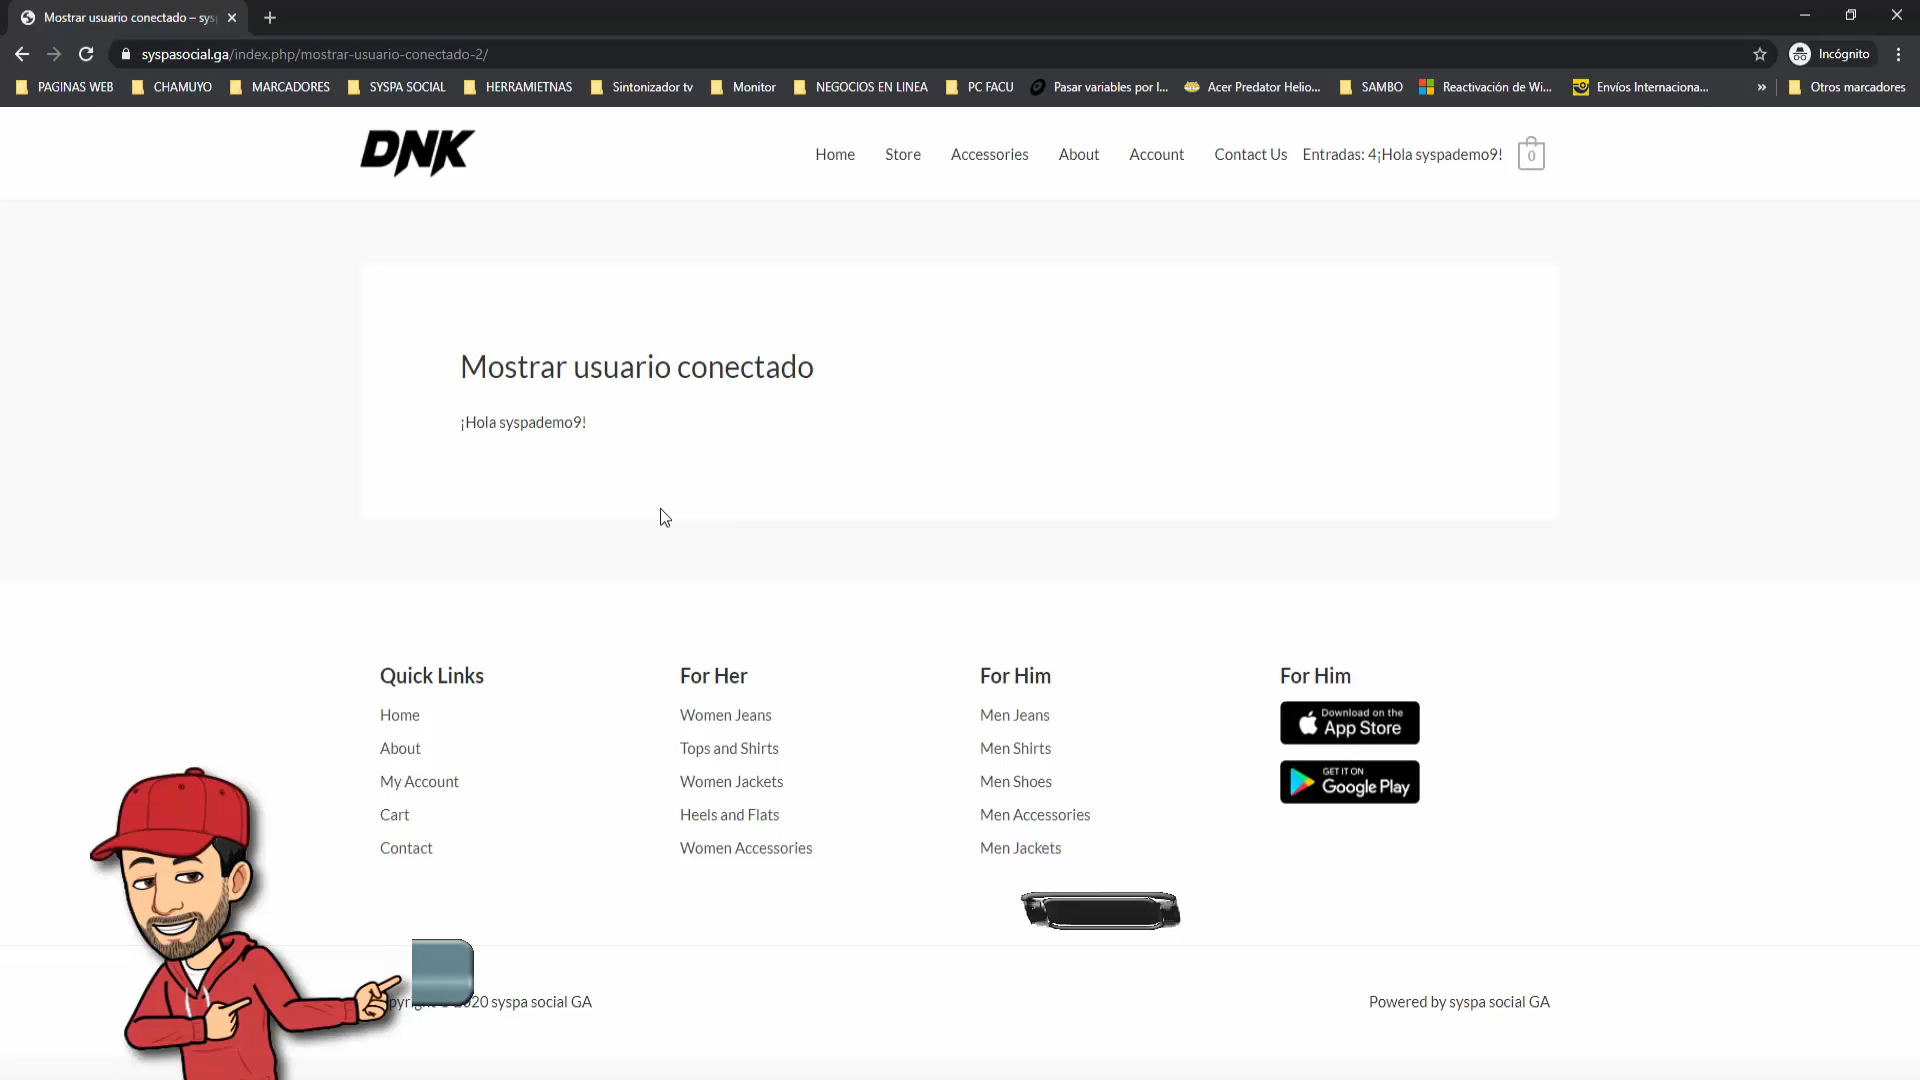 Mostrar usuario conectado – sys
syspasocial.ga/index.php/mostrar-usuario-conectado-2/
Incógnito
PAGINAS WEB
CHAMUYO
MARCADORES
SYSPA SOCIAL
HERRAMIETNAS
Sintonizador tv
Monitor
NEGOCIOS EN LINEA
PC FACU
Pasar variables por l...
Acer Predator Helio...
SAMBO
Reactivación de Wi...
Envíos Internaciona...
»
Otros marcadores
DNK
Home
Store
Accessories
About
Account
Contact Us
Entradas: 4¡Hola syspademo9!
0
Mostrar usuario conectado
¡Hola syspademo9!
Quick Links
Home
About
My Account
Cart
Contact
For Her
Women Jeans
Tops and Shirts
Women Jackets
Heels and Flats
Women Accessories
For Him
Men Jeans
Men Shirts
Men Shoes
Men Accessories
Men Jackets
For Him
Download on the
App Store
GET IT ON
Google Play
20 syspa social GA
Powered by syspa social GA